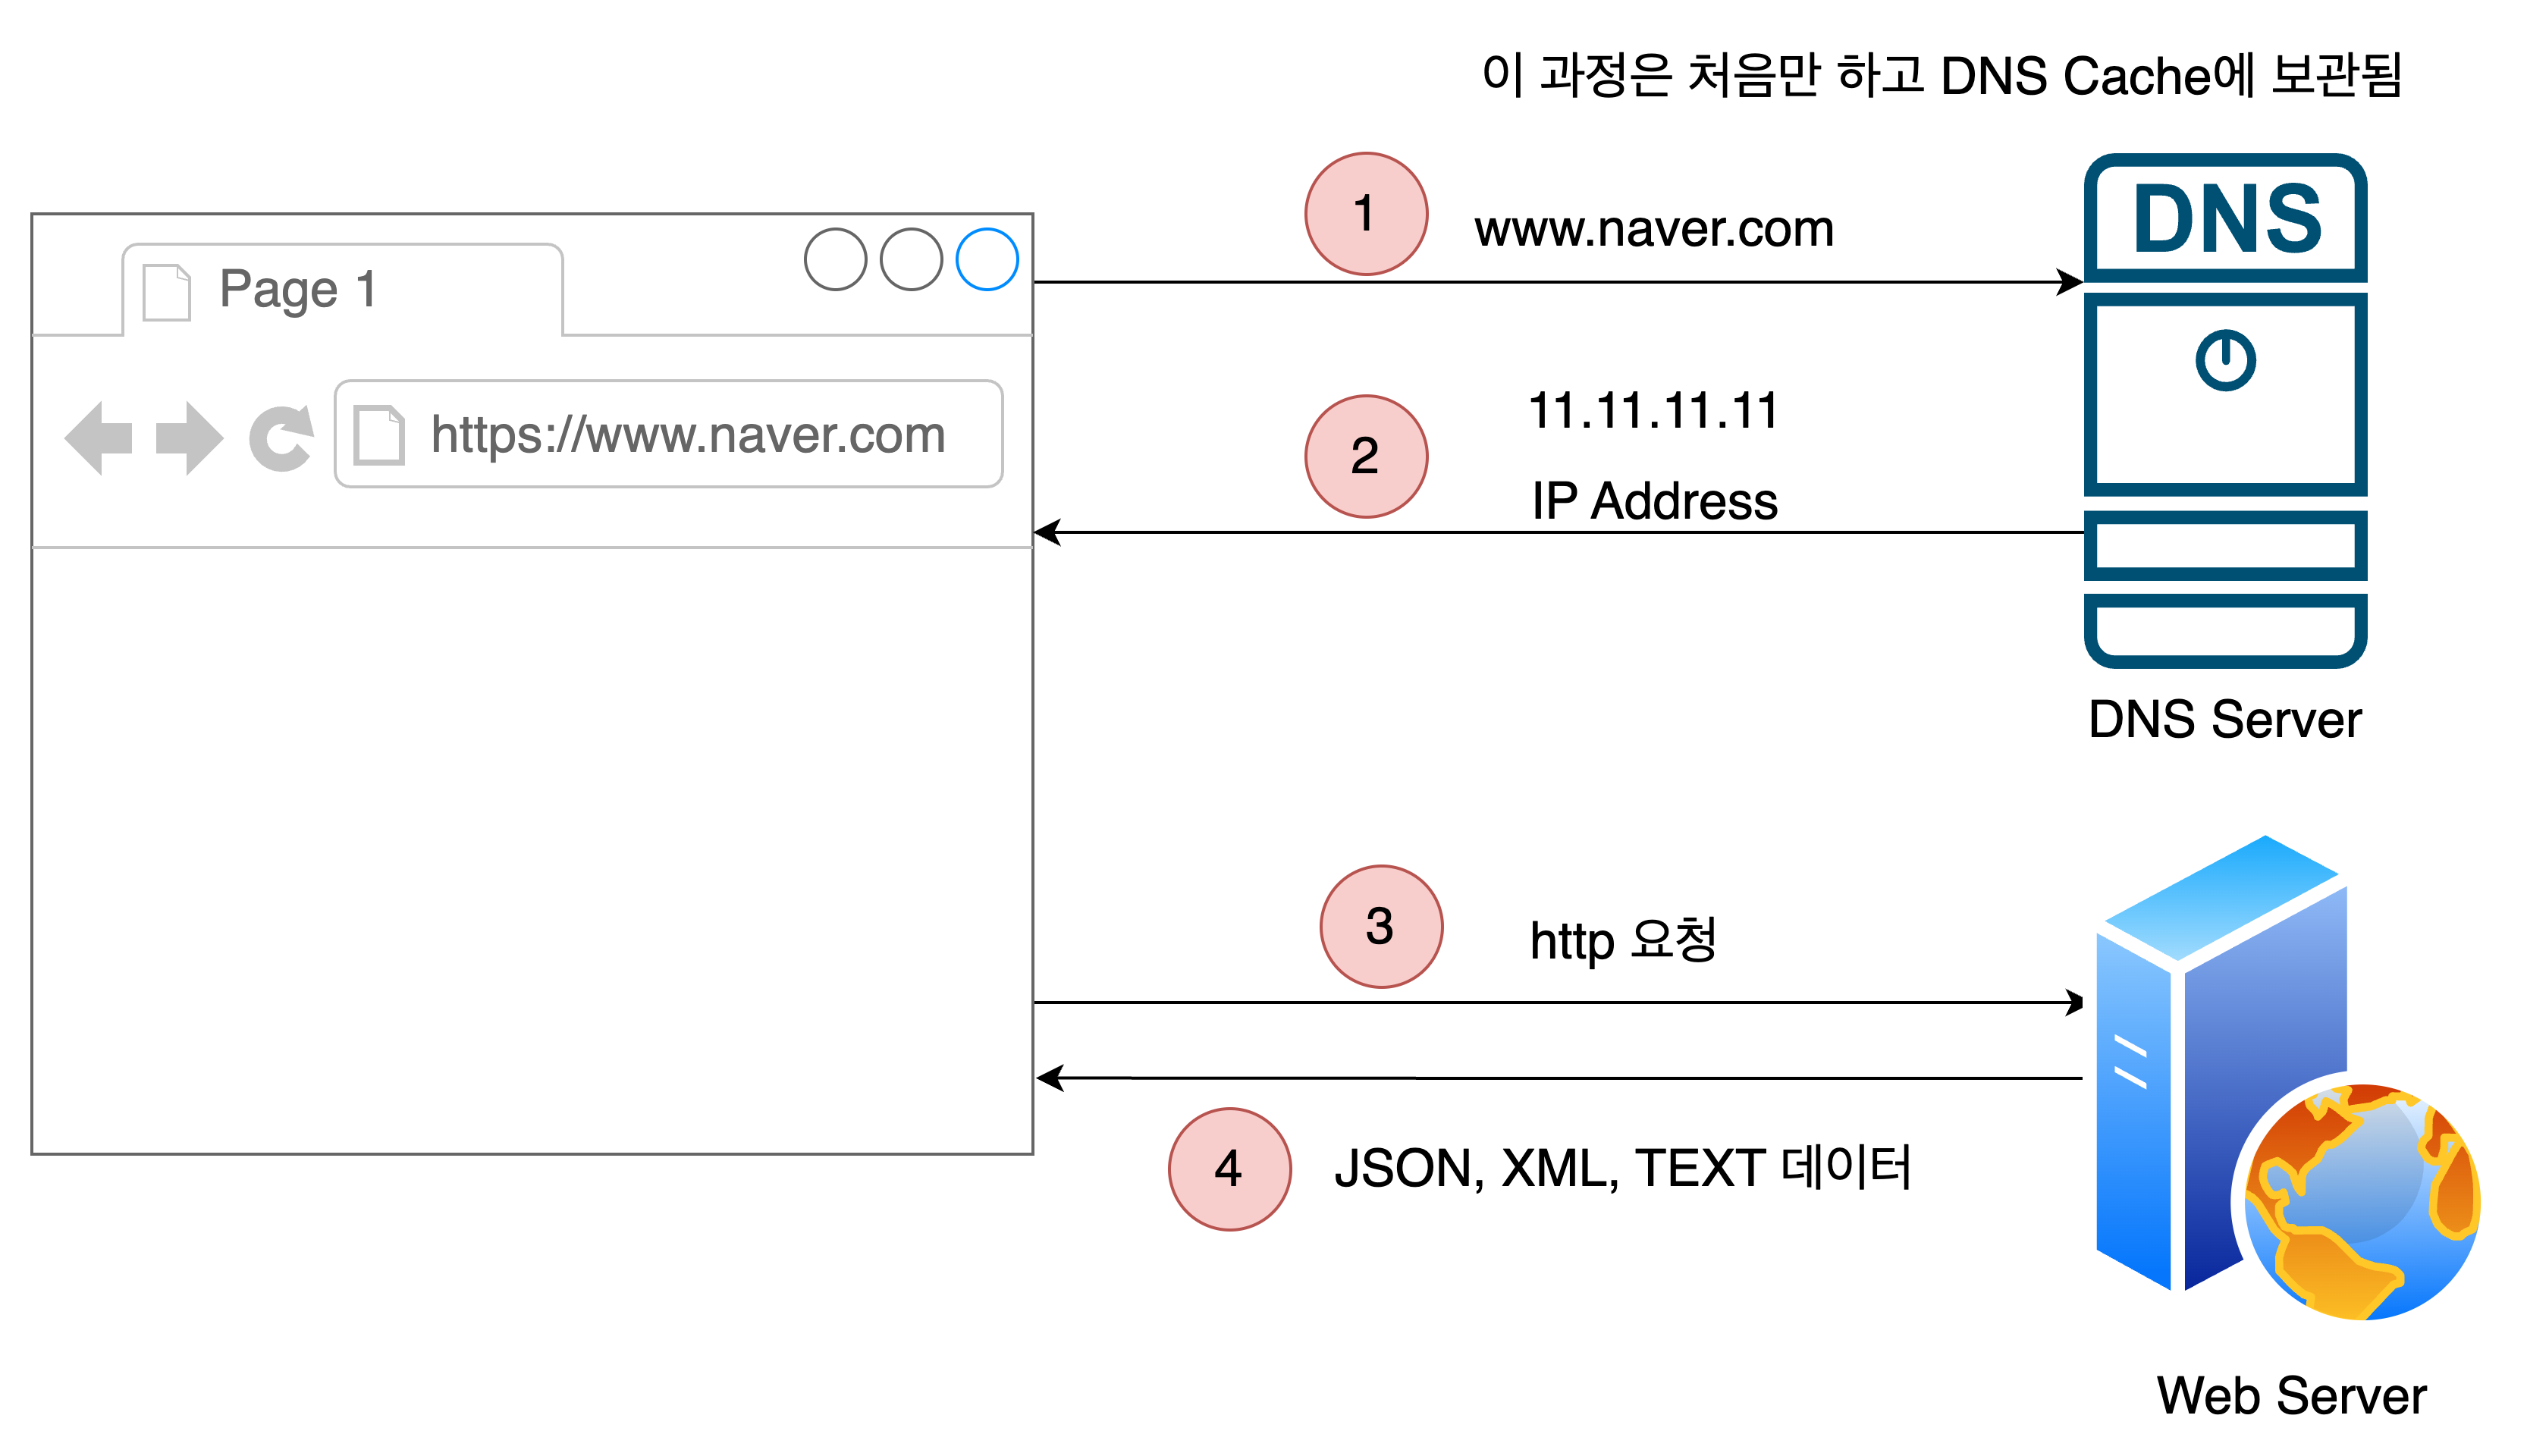 이 과정은 처음만 하고 DNS Cache에 보관됨
1
www.naver.com
DNS
Page 1
https://www.naver.com
2
11.11.11.11
IP Address
DNS Server
3
http 요청
4
JSON, XML, TEXT 데이터
Web Server